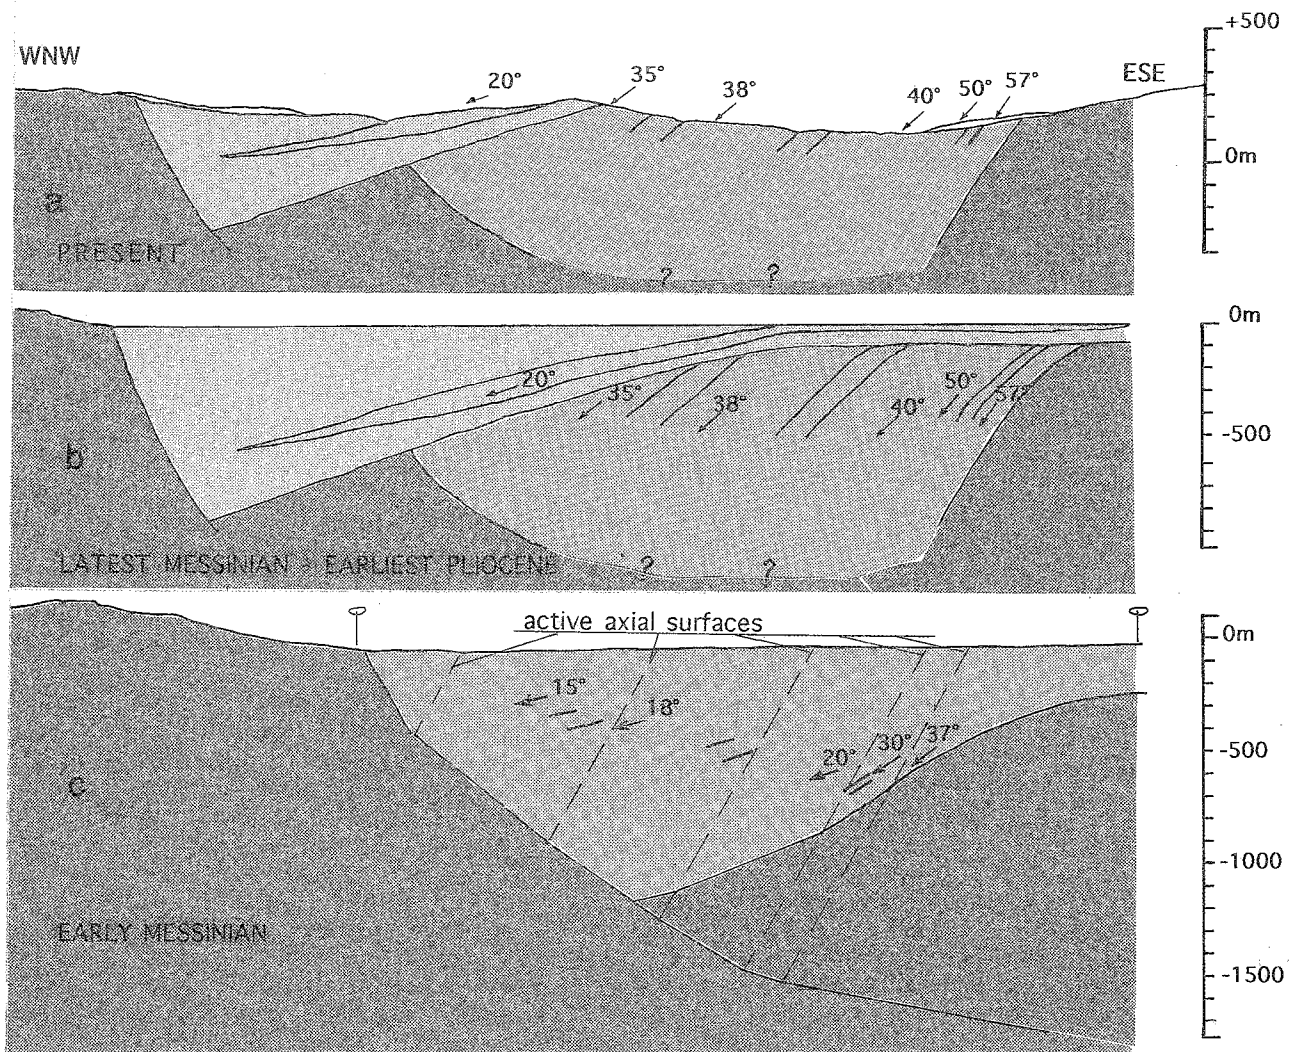 WNW
ESE
+500
20°
35°
38°
40°
50°
57°
0m
a
PRESENT
? ?
0m
20°
35°
38°
40°
50°
57°
-500
b
LATEST MESSINIAN - EARLIEST PLIOCENE
? ?
active axial surfaces
0m
15°
18°
20°
30°
37°
-500
c
-1000
EARLY MESSINIAN
-1500